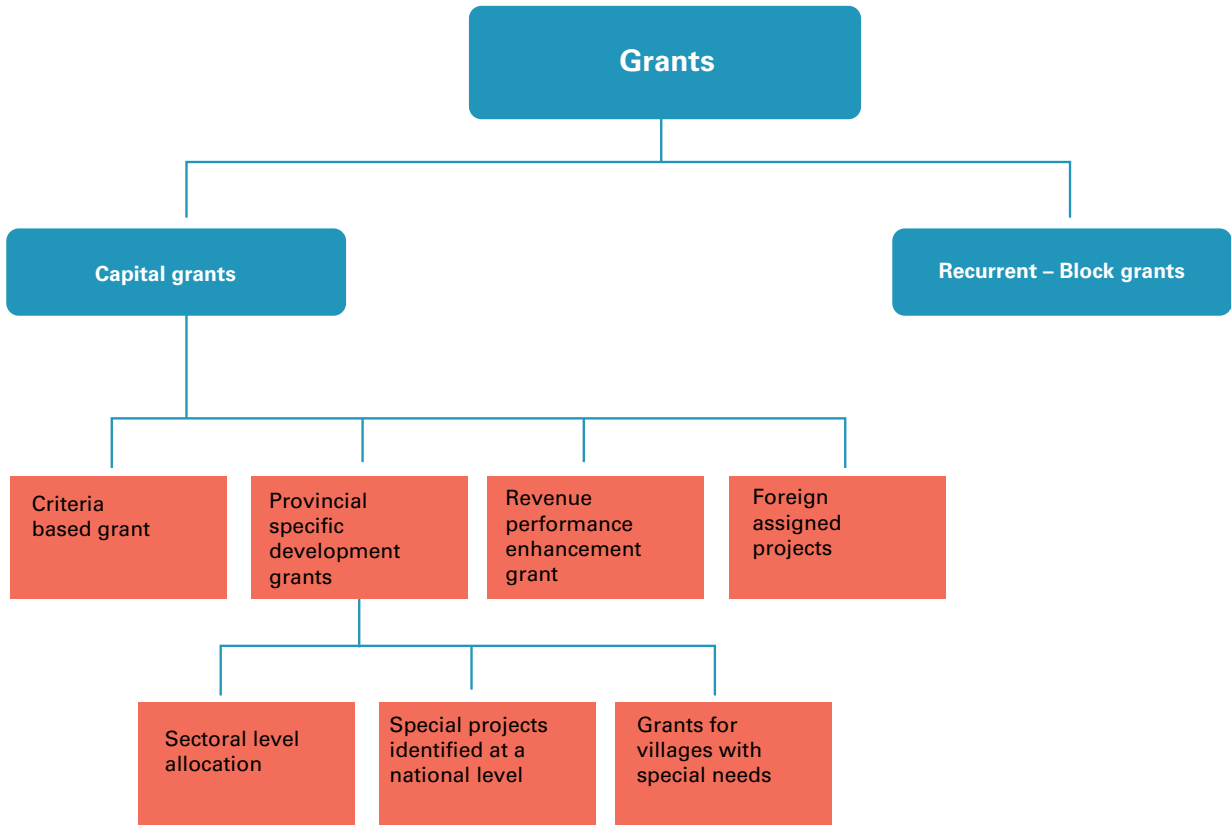 Grants
Capital grants
Recurrent – Block grants
Criteria
based grant
Provincial
specific
development
grants
Revenue
performance
enhancement
grant
Foreign
assigned
projects
Sectoral level
allocation
Special projects
identified at a
national level
Grants for
villages with
special needs